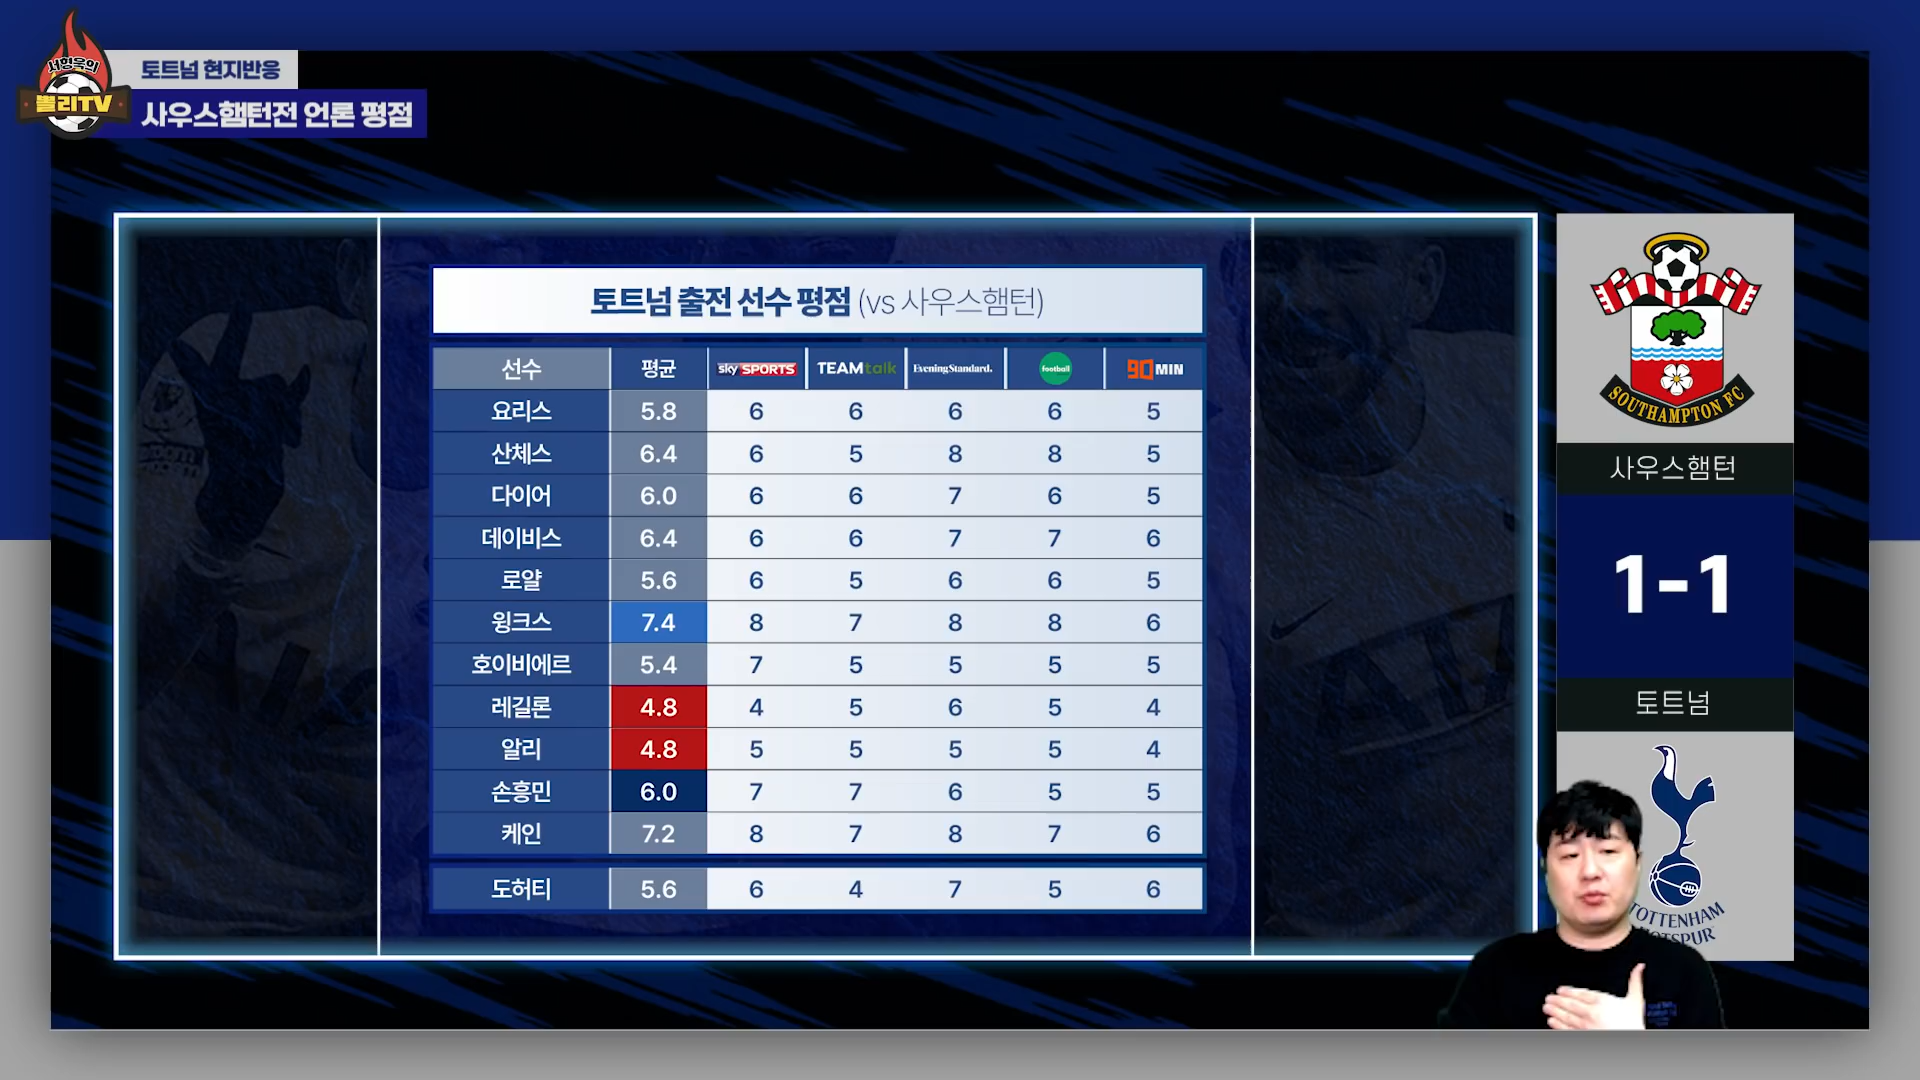 서형욱의
뽈리TV
토트넘 현지반응
사우스햄턴전 언론 평점
토트넘 출전 선수 평점 (vs 사우스햄턴)
선수 평균 sky SPORTS TEAMtalk Evening Standard. football 90MIN
요리스 5.8 6 6 6 6 5
산체스 6.4 6 5 8 8 5
다이어 6.0 6 6 7 6 5
데이비스 6.4 6 6 7 7 6
로얄 5.6 6 5 6 6 5
윙크스 7.4 8 7 8 8 6
호이비에르 5.4 7 5 5 5 5
레길론 4.8 4 5 6 5 4
알리 4.8 5 5 5 5 4
손흥민 6.0 7 7 6 5 5
케인 7.2 8 7 8 7 6
도허티 5.6 6 4 7 5 6
SOUTHAMPTON FC
사우스햄턴
1-1
토트넘
TOTTENHAM